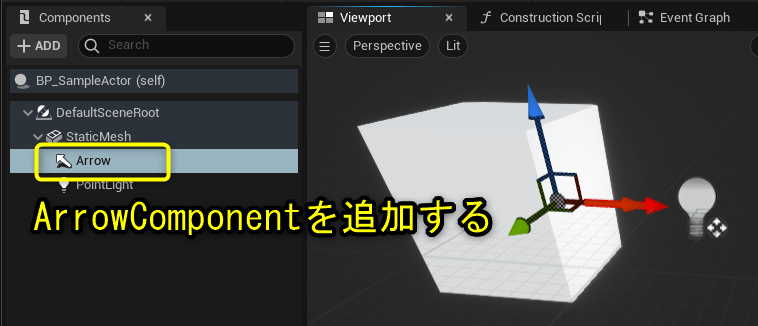 Components
Viewport
Construction Scrip
Event Graph
ADD
Search
Perspective
Lit
BP_SampleActor (self)
DefaultSceneRoot
StaticMesh
Arrow
PointLight
ArrowComponentを追加する